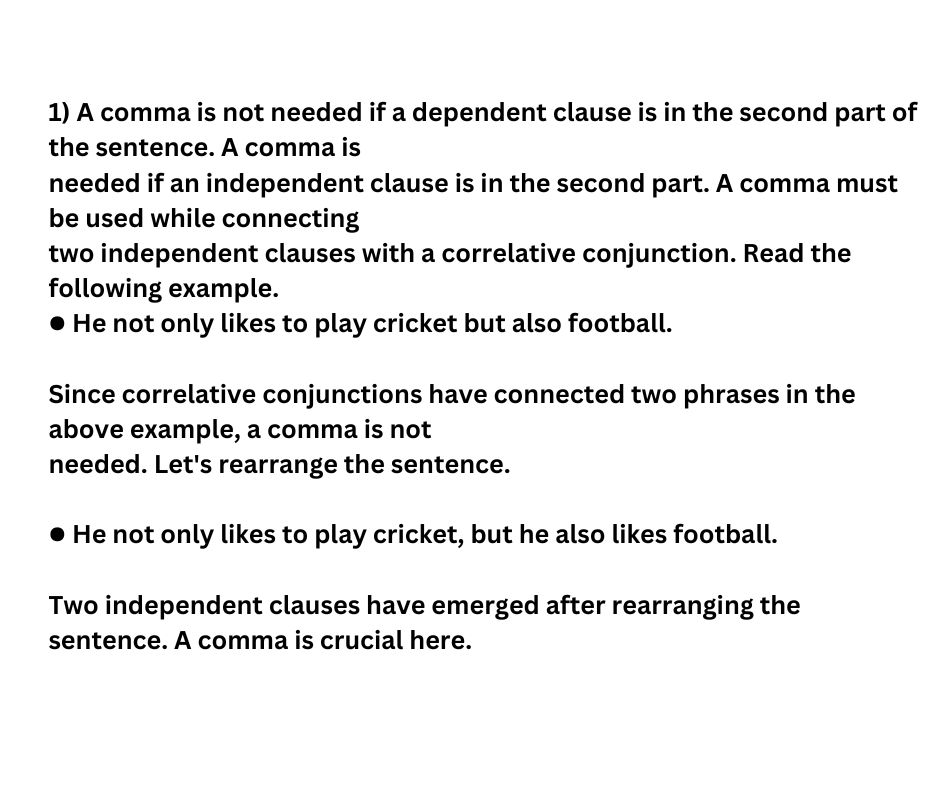 1) A comma is not needed if a dependent clause is in the second part of
the sentence. A comma is
needed if an independent clause is in the second part. A comma must
be used while connecting
two independent clauses with a correlative conjunction. Read the
following example.
● He not only likes to play cricket but also football.
Since correlative conjunctions have connected two phrases in the
above example, a comma is not
needed. Let's rearrange the sentence.
● He not only likes to play cricket, but he also likes football.
Two independent clauses have emerged after rearranging the
sentence. A comma is crucial here.